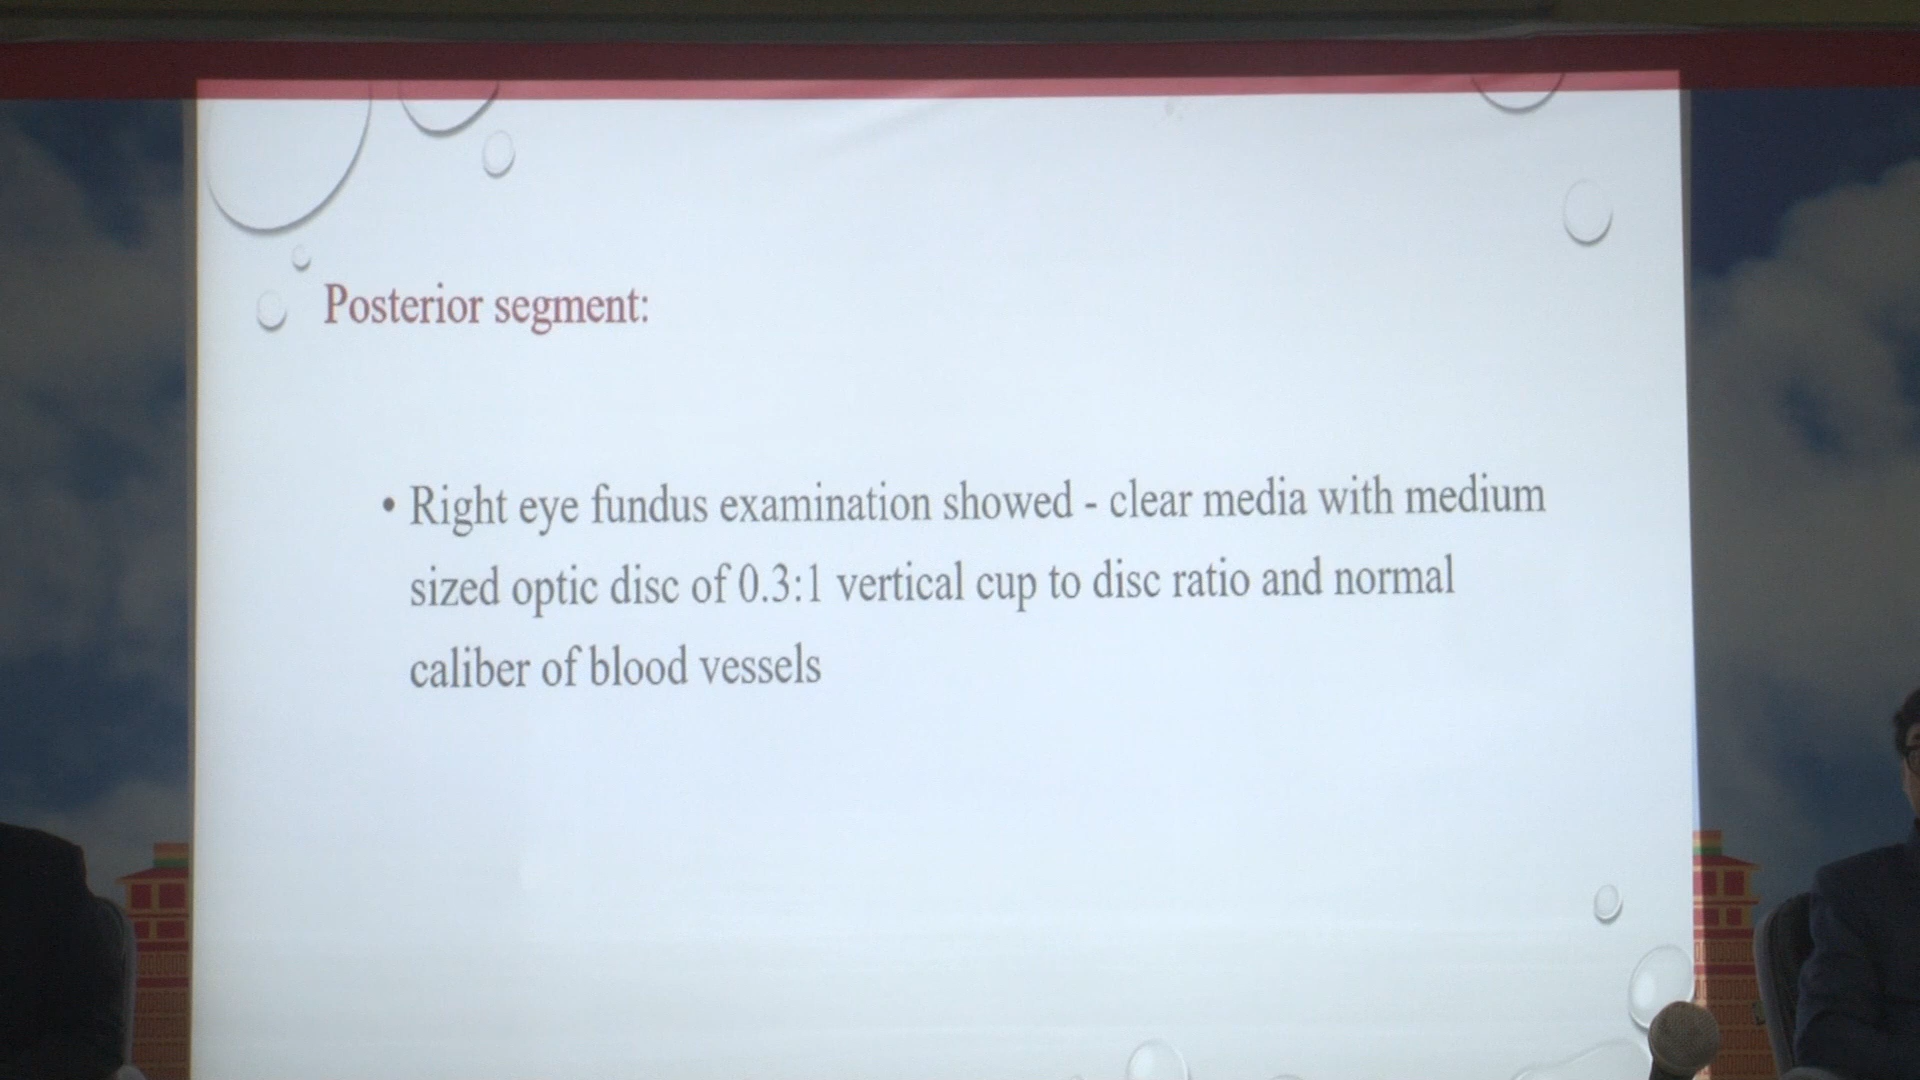 Posterior segment:
• Right eye fundus examination showed - clear media with medium
sized optic disc of 0.3:1 vertical cup to disc ratio and normal
caliber of blood vessels